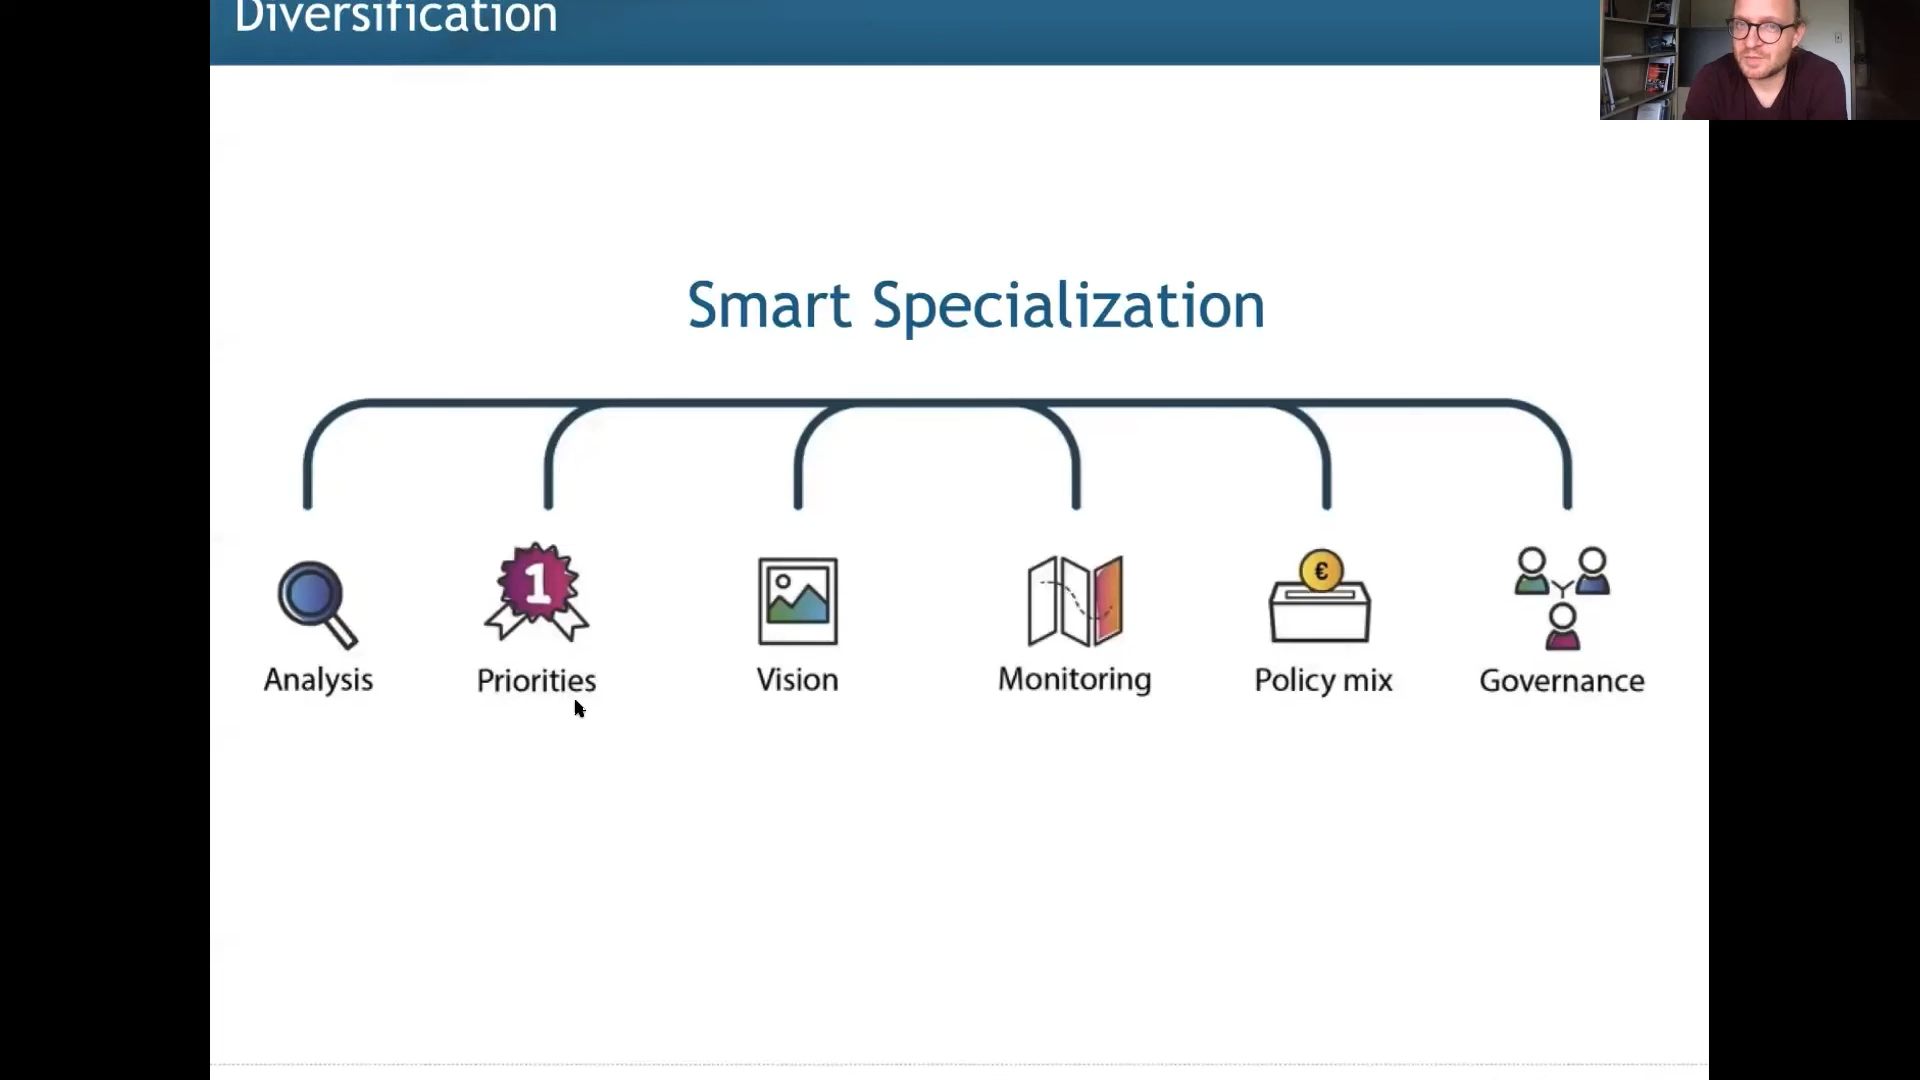 Diversification
Smart Specialization
1
€
Analysis
Priorities
Vision
Monitoring
Policy mix
Governance